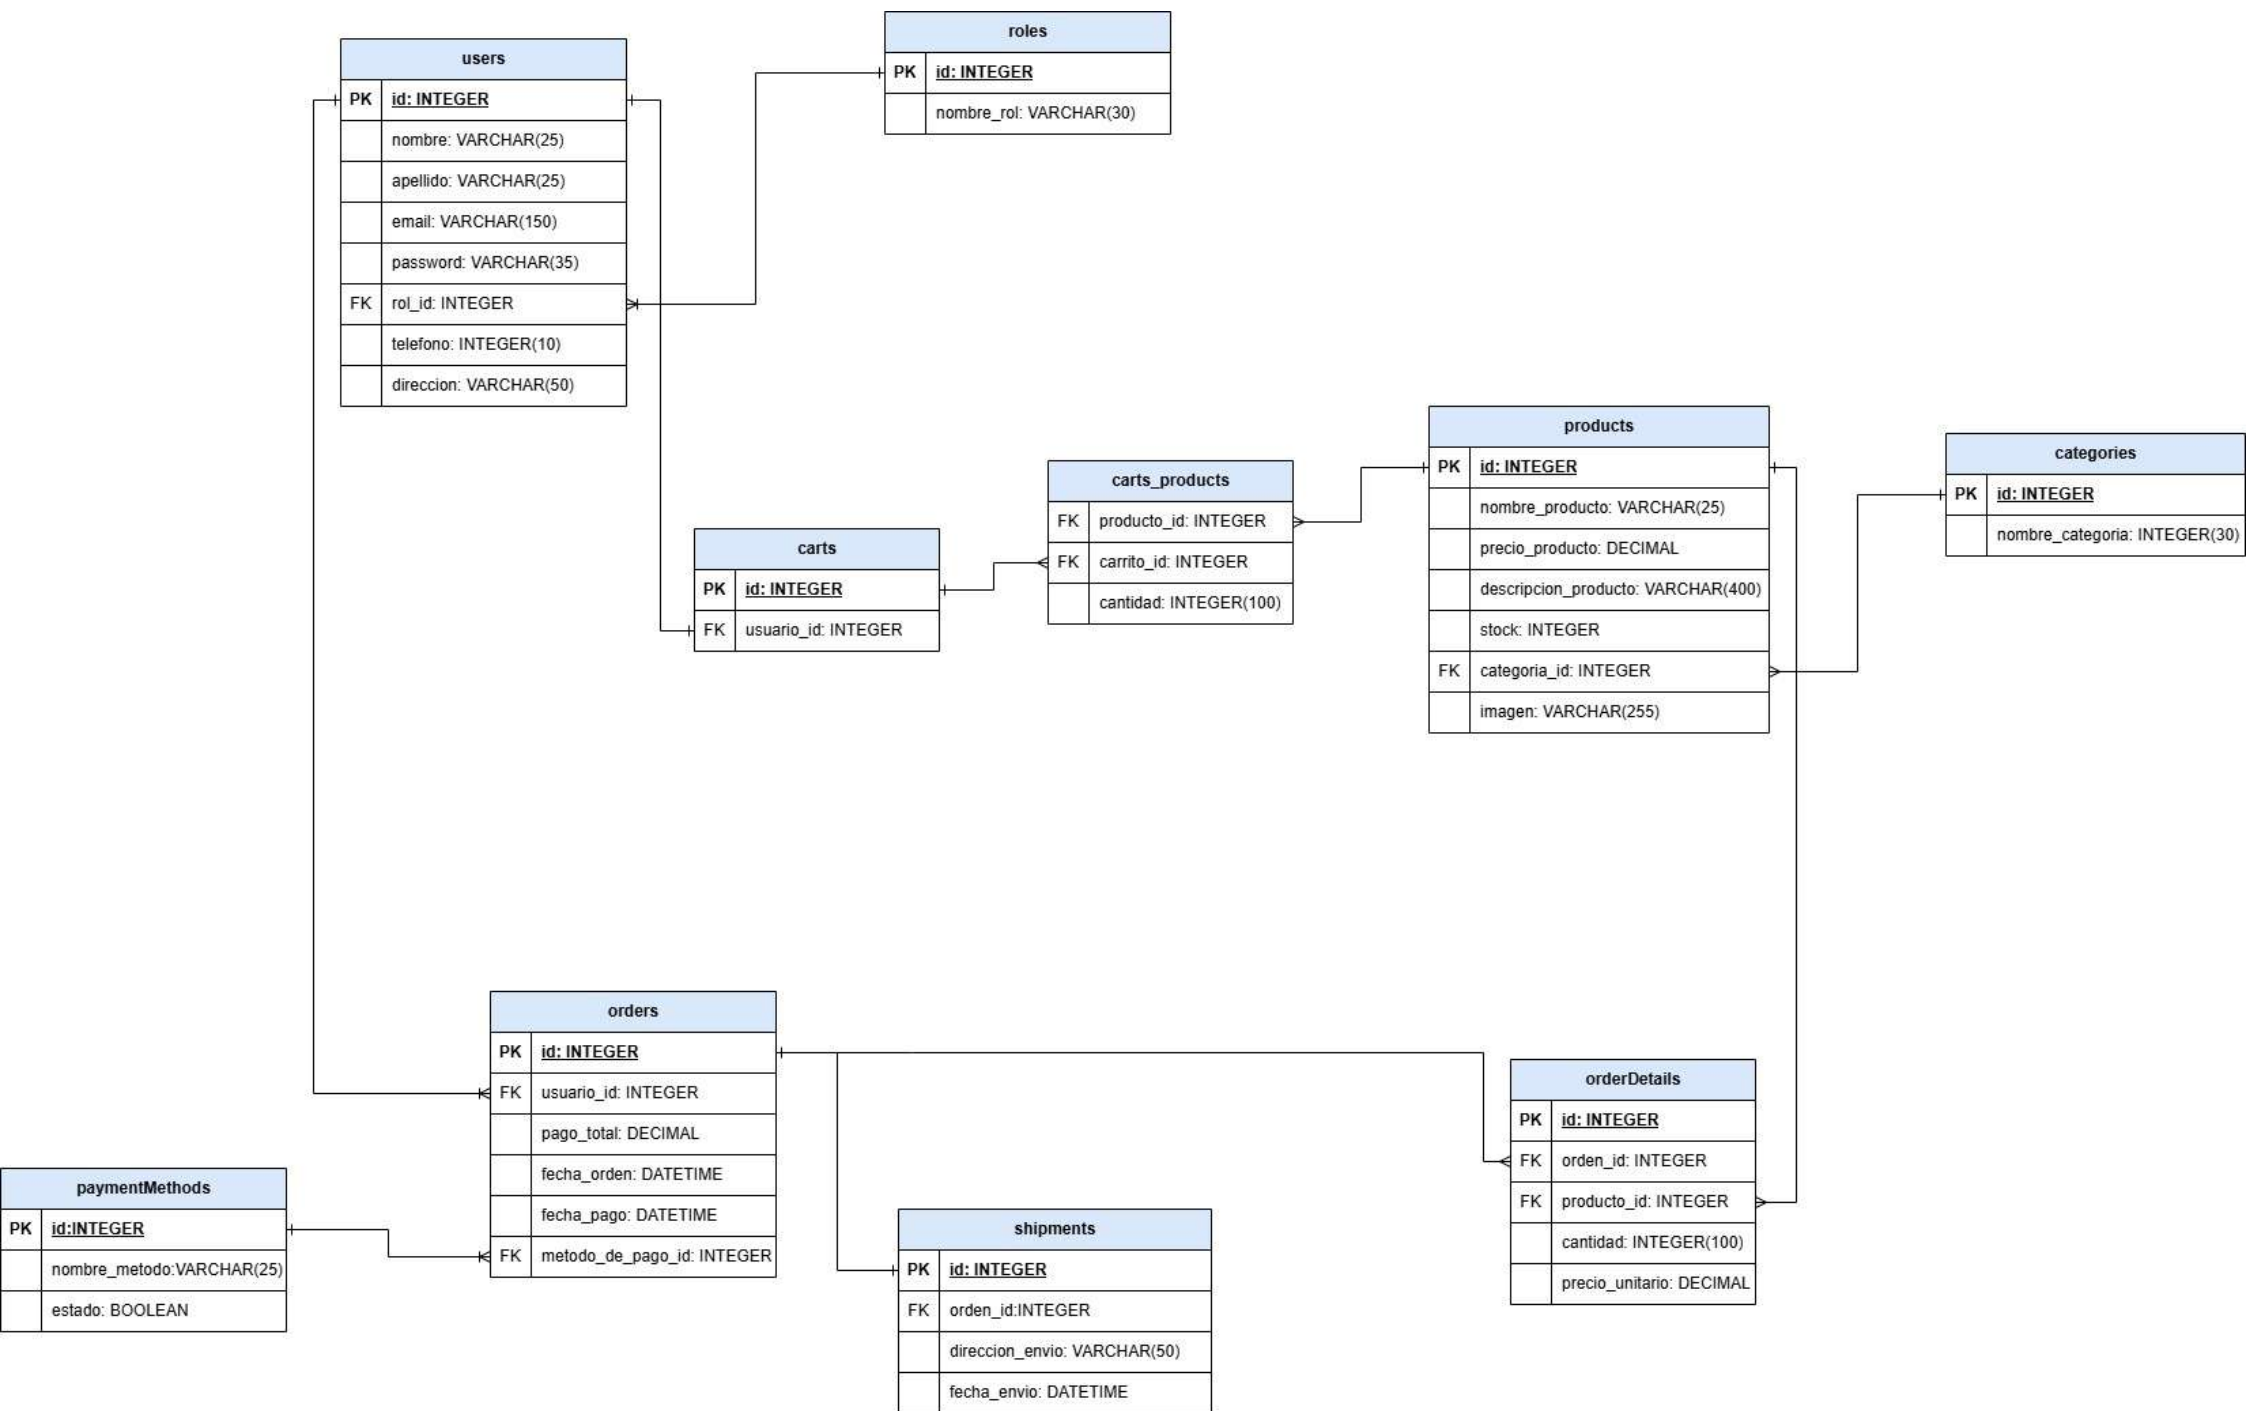 users
PK id: INTEGER
nombre: VARCHAR(25)
apellido: VARCHAR(25)
email: VARCHAR(150)
password: VARCHAR(35)
FK rol_id: INTEGER
telefono: INTEGER(10)
direccion: VARCHAR(50)
roles
PK id: INTEGER
nombre_rol: VARCHAR(30)
carts
PK id: INTEGER
FK usuario_id: INTEGER
carts_products
FK producto_id: INTEGER
FK carrito_id: INTEGER
cantidad: INTEGER(100)
products
PK id: INTEGER
nombre_producto: VARCHAR(25)
precio_producto: DECIMAL
descripcion_producto: VARCHAR(400)
stock: INTEGER
FK categoria_id: INTEGER
imagen: VARCHAR(255)
categories
PK id: INTEGER
nombre_categoria: INTEGER(30)
orders
PK id: INTEGER
FK usuario_id: INTEGER
pago_total: DECIMAL
fecha_orden: DATETIME
fecha_pago: DATETIME
FK metodo_de_pago_id: INTEGER
paymentMethods
PK id:INTEGER
nombre_metodo:VARCHAR(25)
estado: BOOLEAN
shipments
PK id: INTEGER
FK orden_id:INTEGER
direccion_envio: VARCHAR(50)
fecha_envio: DATETIME
orderDetails
PK id: INTEGER
FK orden_id: INTEGER
FK producto_id: INTEGER
cantidad: INTEGER(100)
precio_unitario: DECIMAL